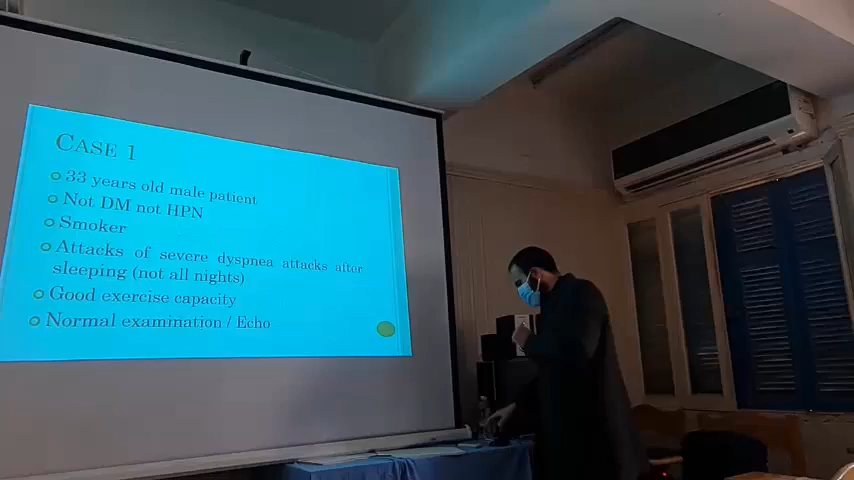 CASE 1
33 years old male patient
Not DM not HPN
Smoker
Attacks of severe dyspnea attacks after
sleeping (not all nights)
Good exercise capacity
Normal examination / Echo